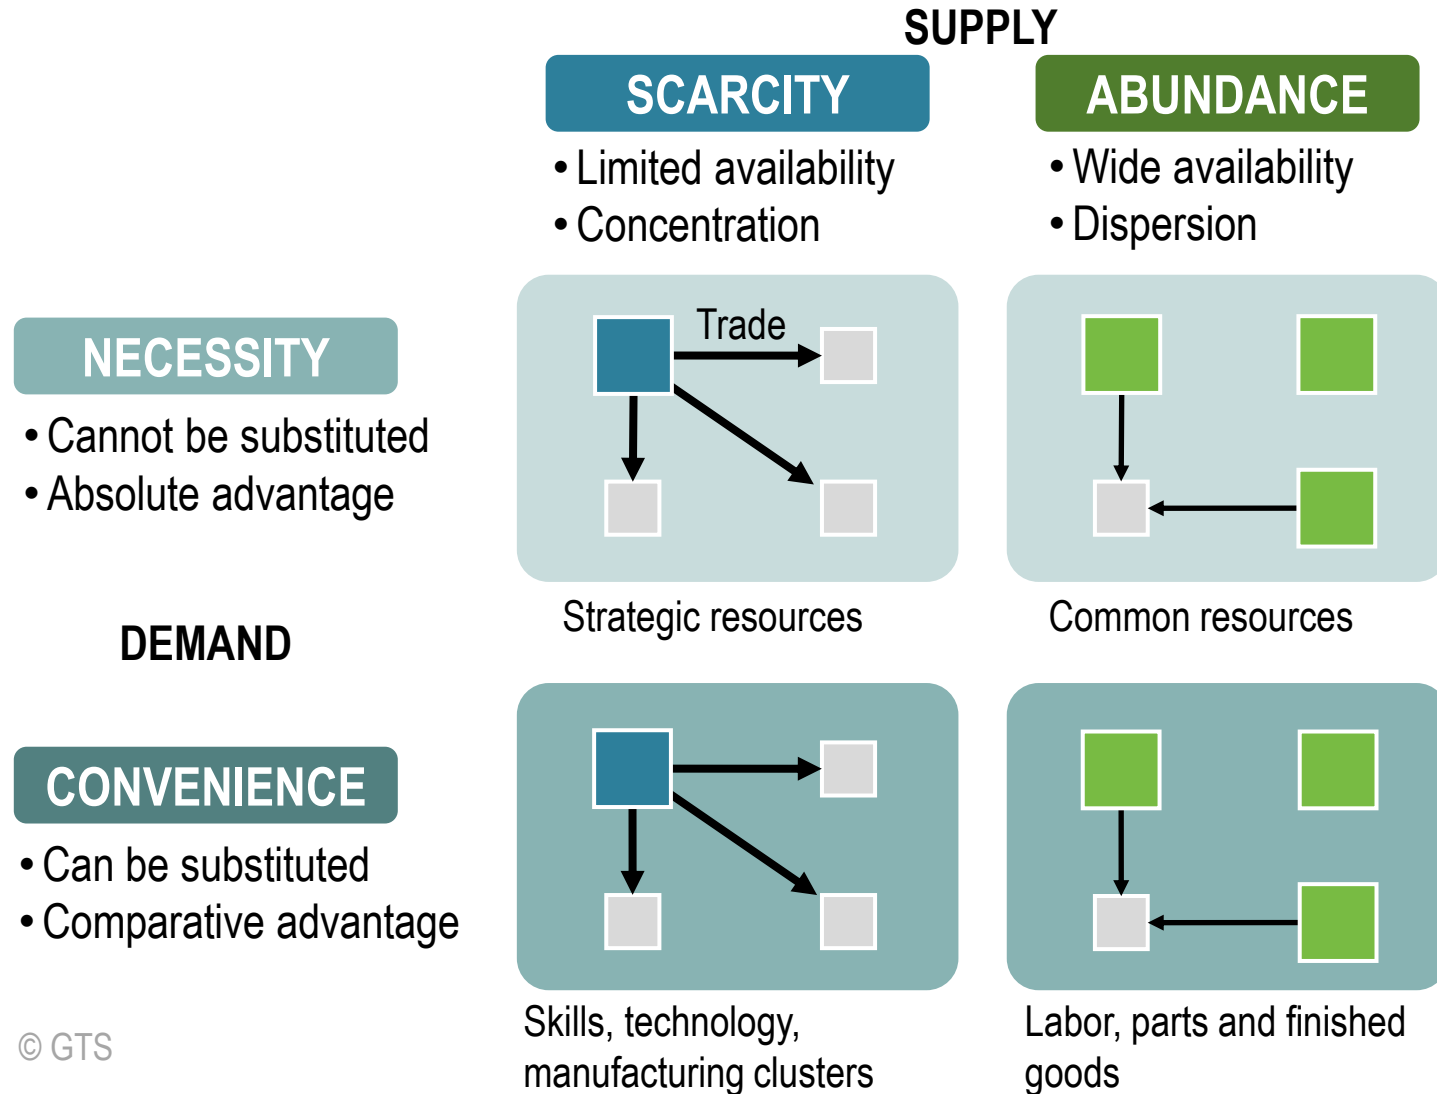 SUPPLY
SCARCITY
ABUNDANCE
• Limited availability
• Concentration
• Wide availability
• Dispersion
NECESSITY
• Cannot be substituted
• Absolute advantage
Trade
Strategic resources
Common resources
DEMAND
CONVENIENCE
• Can be substituted
• Comparative advantage
Skills, technology,
manufacturing clusters
Labor, parts and finished
goods
© GTS